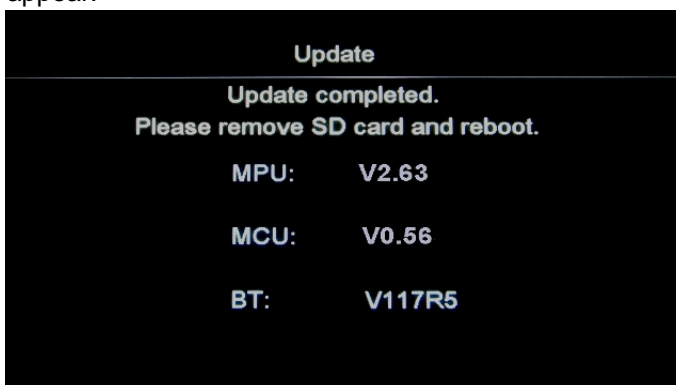 Update
Update completed.
Please remove SD card and reboot.
MPU: V2.63
MCU: V0.56
BT: V117R5